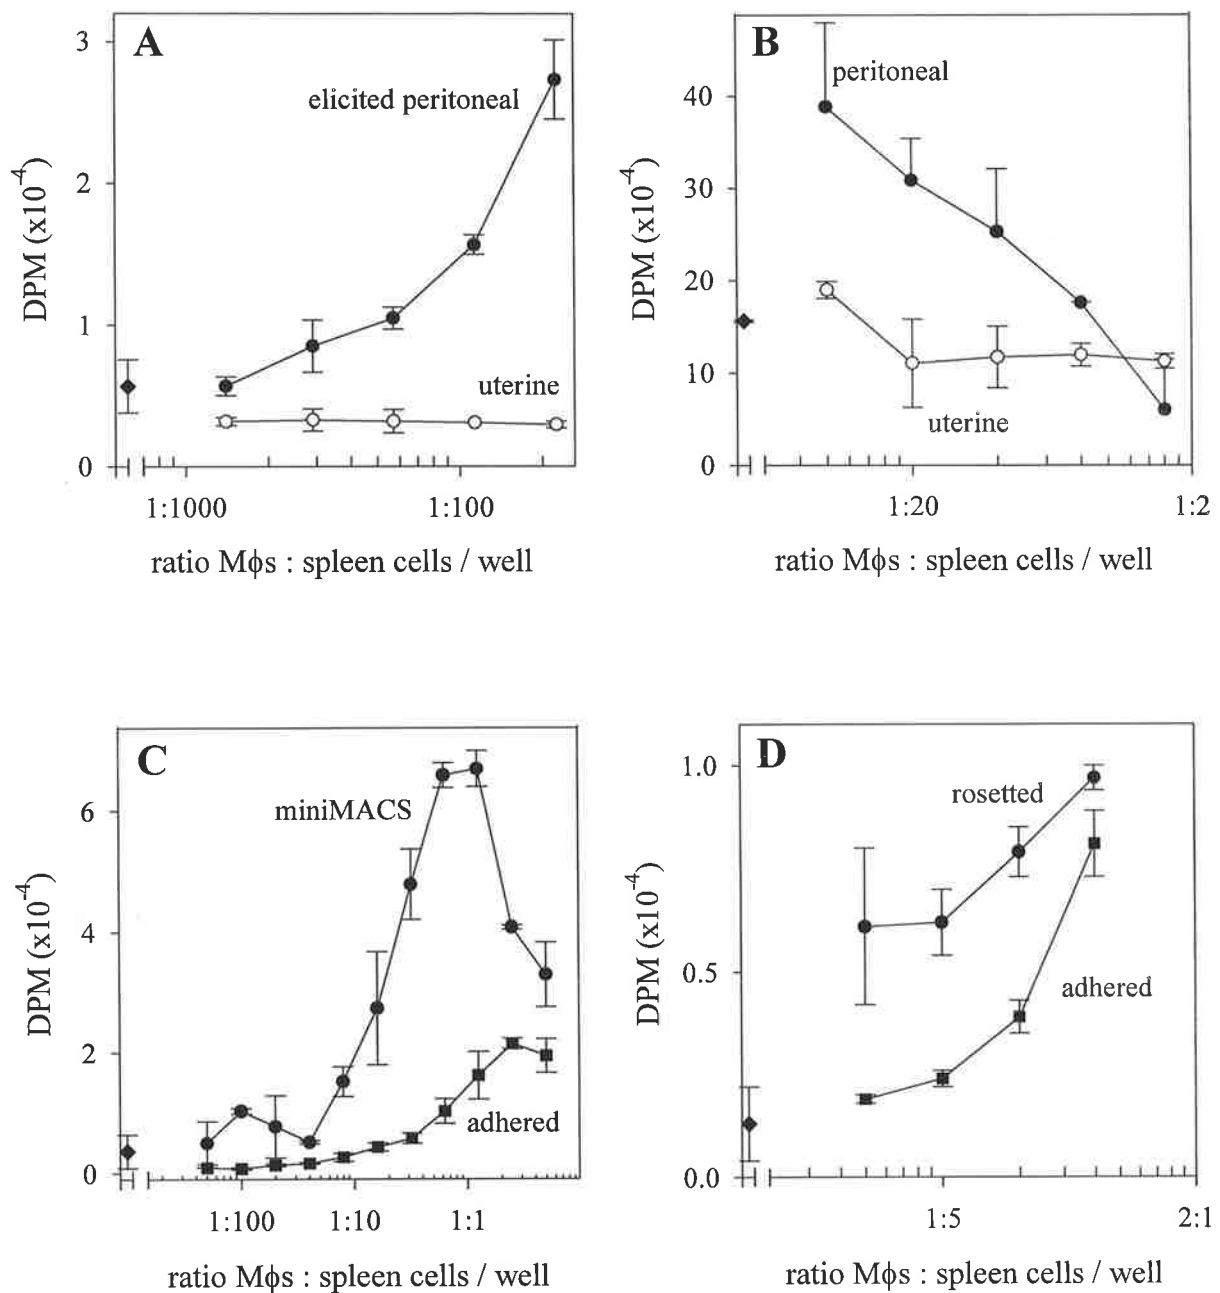 A
3
2
1
0
DPM (x10⁻⁴)
elicited peritoneal
uterine
1:1000
1:100
ratio Mϕs : spleen cells / well
B
40
30
20
10
0
DPM (x10⁻⁴)
peritoneal
uterine
1:20
1:2
ratio Mϕs : spleen cells / well
C
6
4
2
0
DPM (x10⁻⁴)
miniMACS
adhered
1:100
1:10
1:1
ratio Mϕs : spleen cells / well
D
1.0
0.5
0.0
DPM (x10⁻⁴)
rosetted
adhered
1:5
2:1
ratio Mϕs : spleen cells / well